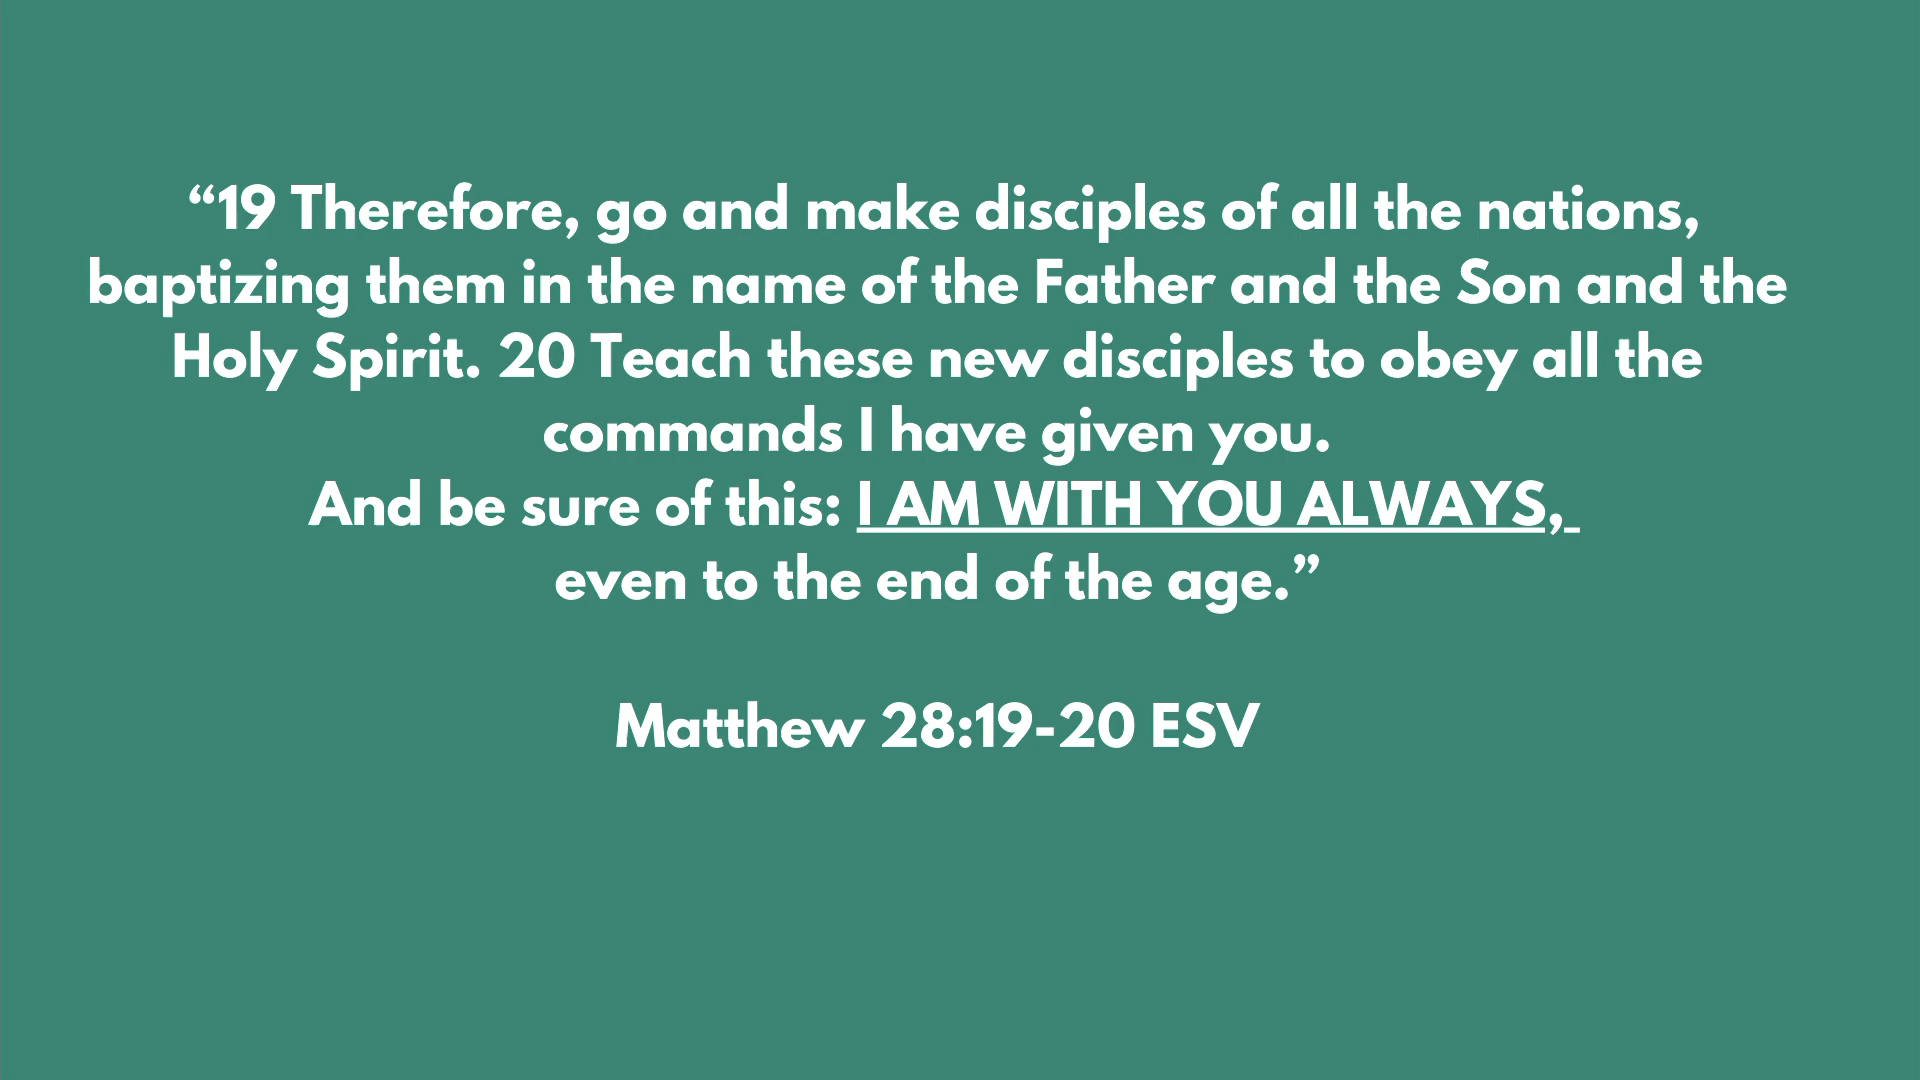 “19 Therefore, go and make disciples of all the nations,
baptizing them in the name of the Father and the Son and the
Holy Spirit. 20 Teach these new disciples to obey all the
commands I have given you.
And be sure of this: I AM WITH YOU ALWAYS,
even to the end of the age.”
Matthew 28:19-20 ESV